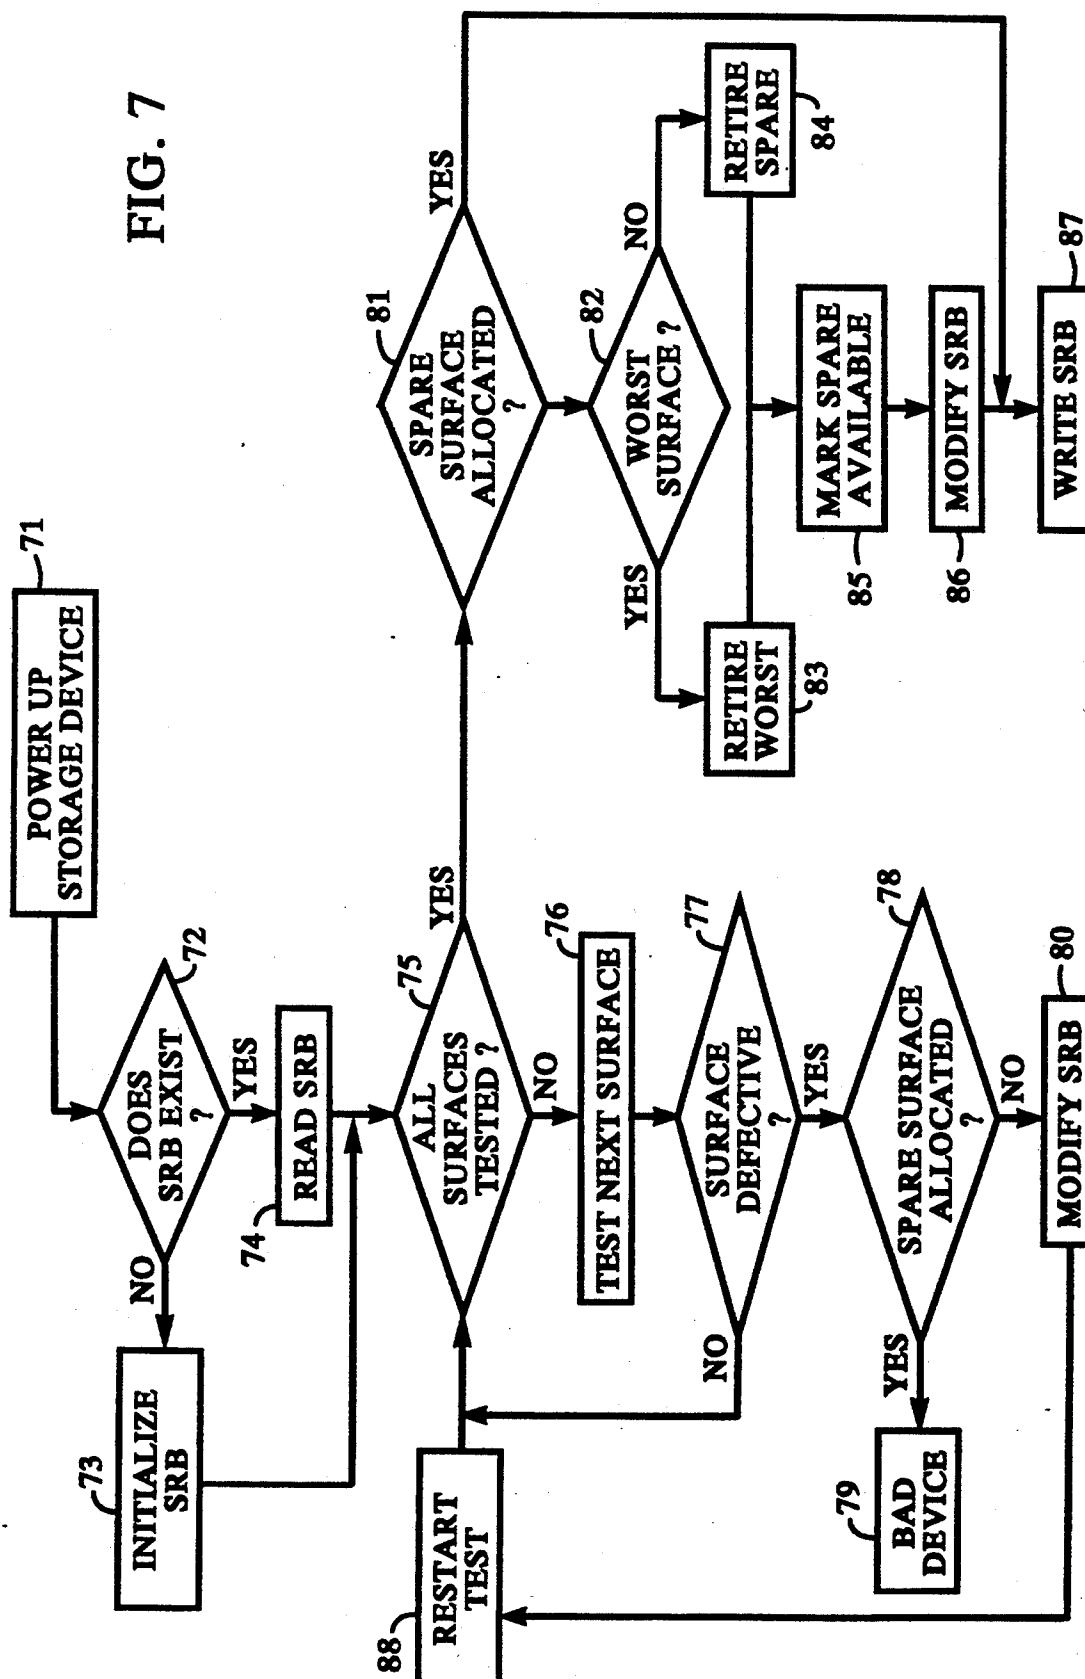 FIG. 7
POWER UP
STORAGE DEVICE
71
DOES
SRB EXIST
?
72
NO
YES
INITIALIZE
SRB
73
READ SRB
74
ALL
SURFACES
TESTED ?
75
YES
NO
TEST NEXT SURFACE
76
SURFACE
DEFECTIVE
?
77
NO
YES
SPARE SURFACE
ALLOCATED
?
78
YES
NO
BAD
DEVICE
79
MODIFY SRB
80
RESTART
TEST
88
SPARE
SURFACE
ALLOCATED
?
81
YES
WORST
SURFACE ?
82
YES
NO
RETIRE
WORST
83
RETIRE
SPARE
84
MARK SPARE
AVAILABLE
85
MODIFY SRB
86
WRITE SRB
87